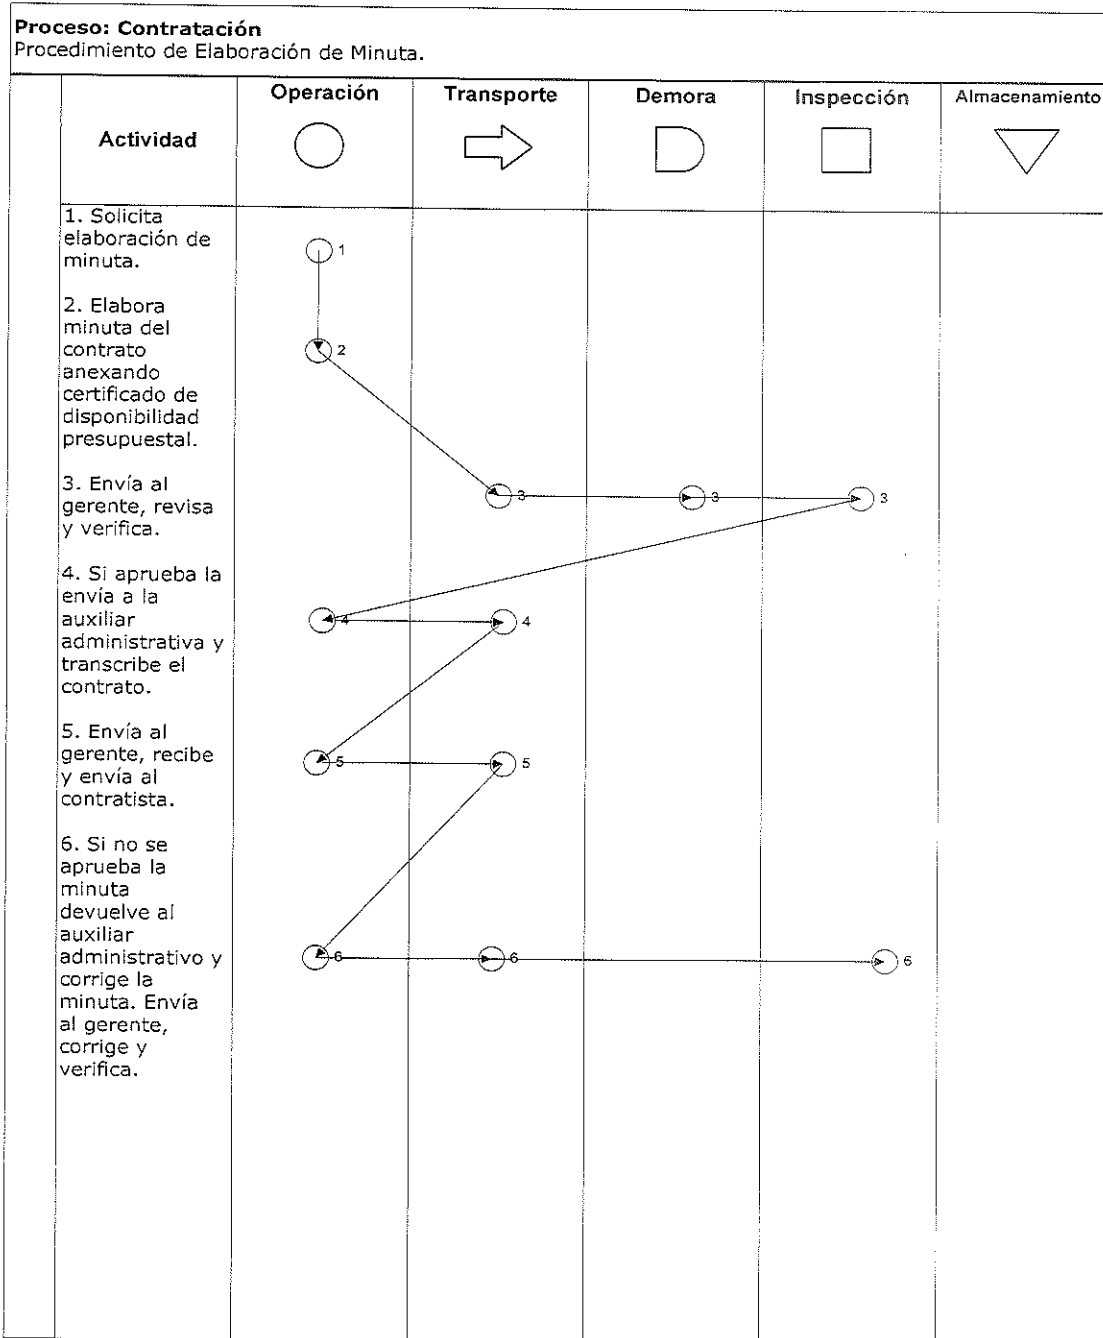 Proceso: Contratación
Procedimiento de Elaboración de Minuta.
Actividad
Operación
Transporte
Demora
Inspección
Almacenamiento
1. Solicita
elaboración de
minuta.
1
2. Elabora
minuta del
contrato
anexando
certificado de
disponibilidad
presupuestal.
2
3. Envía al
gerente, revisa
y verifica.
3
3
3
4. Si aprueba la
envía a la
auxiliar
administrativa y
transcribe el
contrato.
4
4
5. Envía al
gerente, recibe
y envía al
contratista.
5
5
6. Si no se
aprueba la
minuta
devuelve al
auxiliar
administrativo y
corrige la
minuta. Envía
al gerente,
corrige y
verifica.
6
6
6